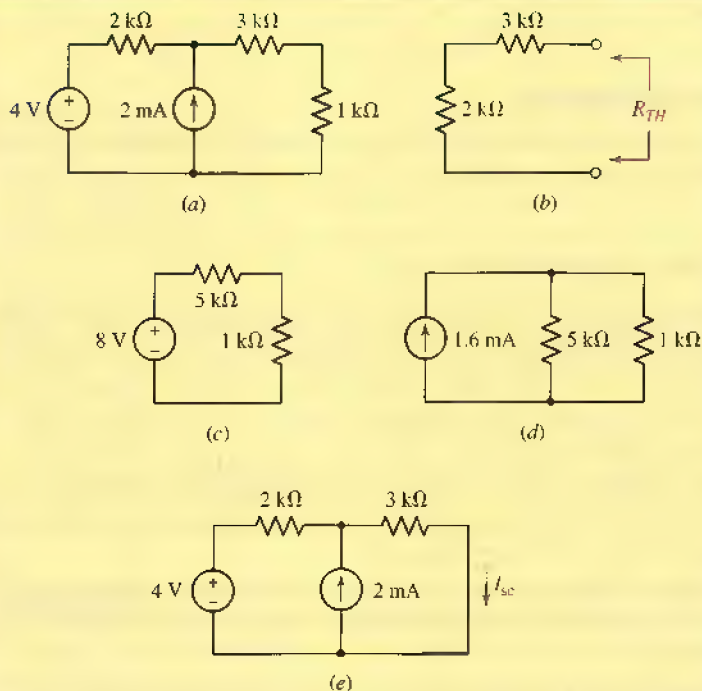 2 kΩ 3 kΩ 3 kΩ
4 V + − 2 mA 1 kΩ 2 kΩ R_TH
(a) (b)
5 kΩ
8 V + − 1 kΩ 1.6 mA 5 kΩ 1 kΩ
(c) (d)
2 kΩ 3 kΩ
4 V + − 2 mA I_sc
(e)